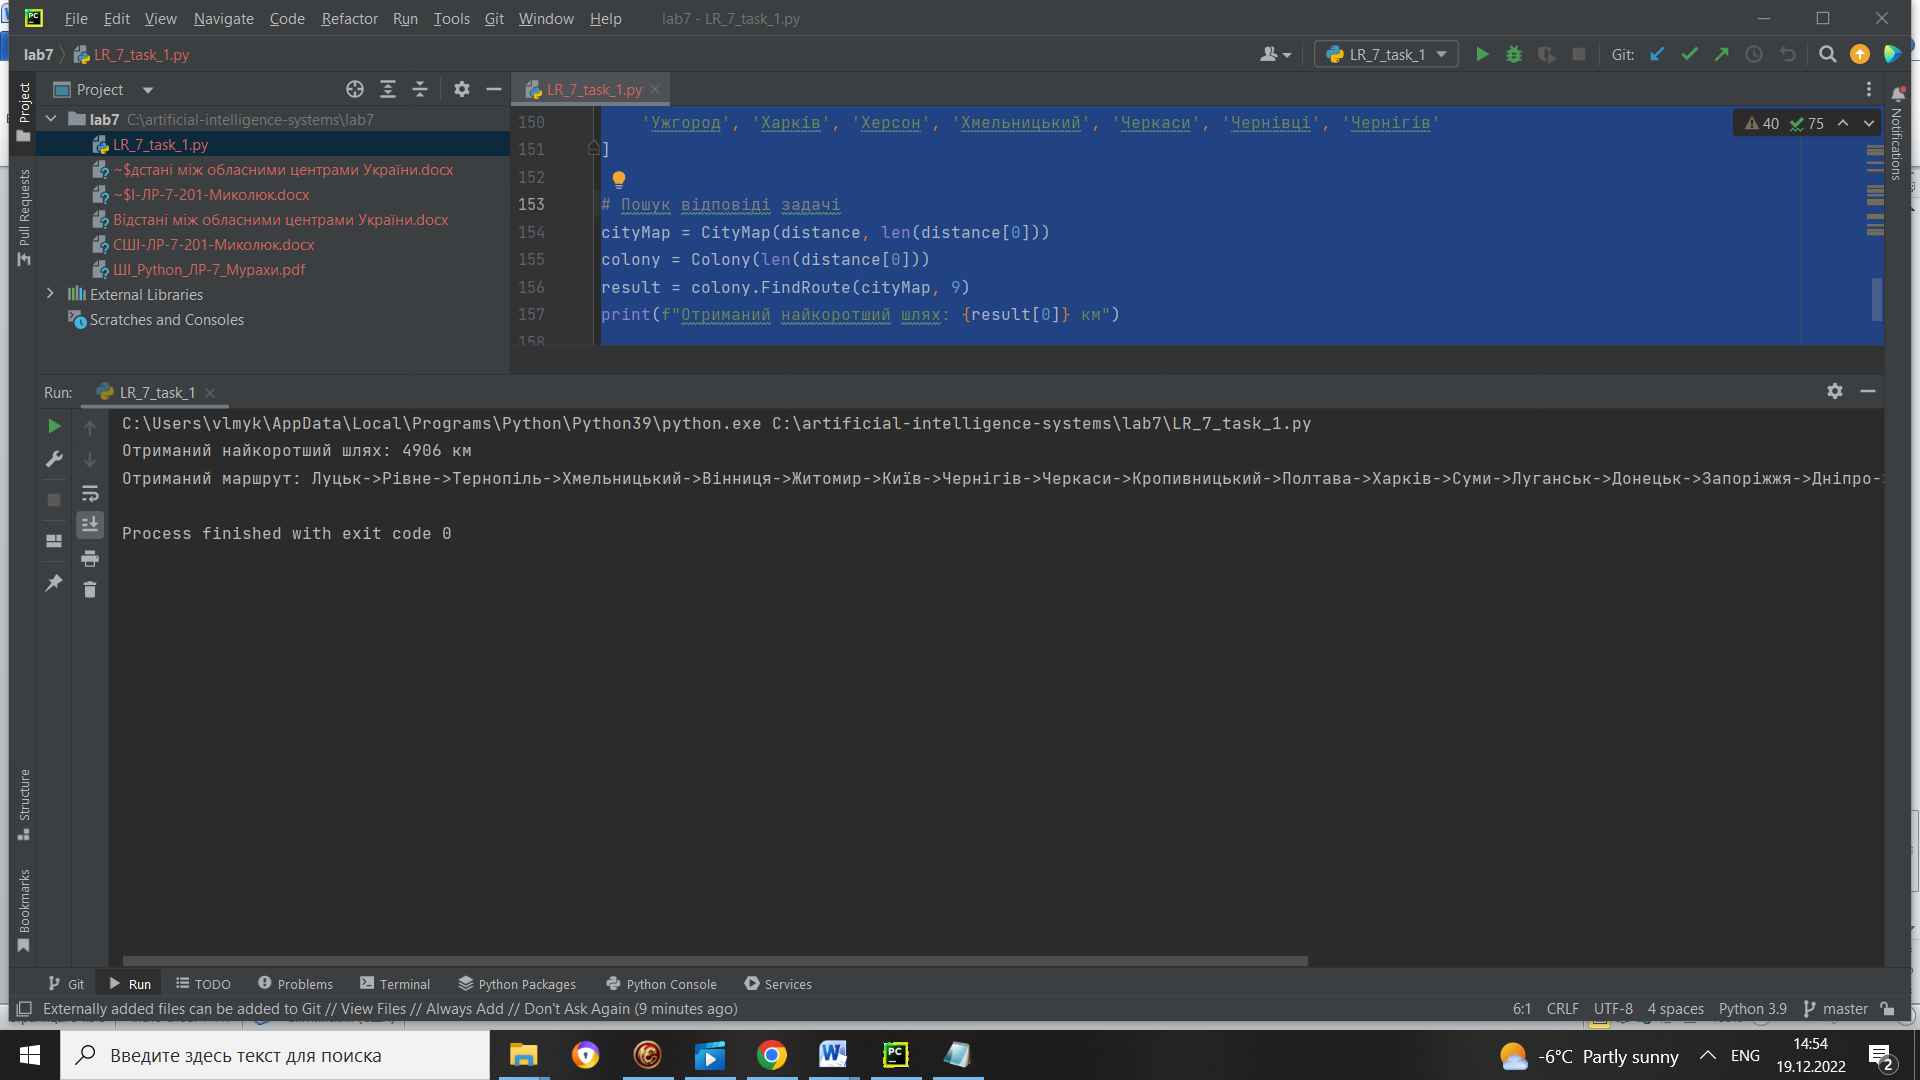 File Edit View Navigate Code Refactor Run Tools Git Window Help lab7 - LR_7_task_1.py
lab7 LR_7_task_1.py LR_7_task_1 Git:
Project LR_7_task_1.py
lab7 C:\artificial-intelligence-systems\lab7
LR_7_task_1.py
~$дстані між обласними центрами України.docx
~$І-ЛР-7-201-Миколюк.docx
Відстані між обласними центрами України.docx
СШІ-ЛР-7-201-Миколюк.docx
ШІ_Python_ЛР-7_Мурахи.pdf
External Libraries
Scratches and Consoles
Project
Pull Requests
Structure
Bookmarks
Notifications
40 75
150 'Ужгород', 'Харків', 'Херсон', 'Хмельницький', 'Черкаси', 'Чернівці', 'Чернігів'
151 ]
152
153 # Пошук відповіді задачі
154 cityMap = CityMap(distance, len(distance[0]))
155 colony = Colony(len(distance[0]))
156 result = colony.FindRoute(cityMap, 9)
157 print(f"Отриманий найкоротший шлях: {result[0]} км")
158
Run: LR_7_task_1
C:\Users\vlmyk\AppData\Local\Programs\Python\Python39\python.exe C:\artificial-intelligence-systems\lab7\LR_7_task_1.py
Отриманий найкоротший шлях: 4906 км
Отриманий маршрут: Луцьк->Рівне->Тернопіль->Хмельницький->Вінниця->Житомир->Київ->Чернігів->Черкаси->Кропивницький->Полтава->Харків->Суми->Луганськ->Донецьк->Запоріжжя->Дніпро-
Process finished with exit code 0
Git Run TODO Problems Terminal Python Packages Python Console Services
Externally added files can be added to Git // View Files // Always Add // Don't Ask Again (9 minutes ago) 6:1 CRLF UTF-8 4 spaces Python 3.9 master
Введите здесь текст для поиска -6°C Partly sunny ENG 14:54
19.12.2022 2